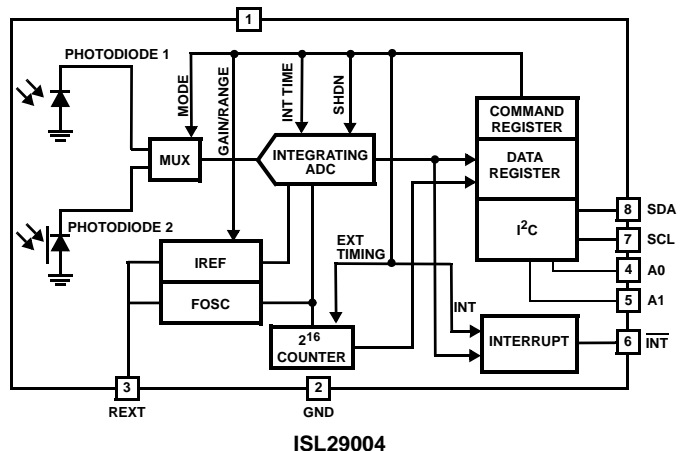 1
PHOTODIODE 1
MODE
GAIN/RANGE
INT TIME
SHDN
COMMAND
REGISTER
MUX
INTEGRATING
ADC
DATA
REGISTER
PHOTODIODE 2
I²C
8 SDA
7 SCL
4 A0
5 A1
IREF
FOSC
EXT
TIMING
INT
2¹⁶
COUNTER
INTERRUPT
6 I̅N̅T̅
3
REXT
2
GND
ISL29004